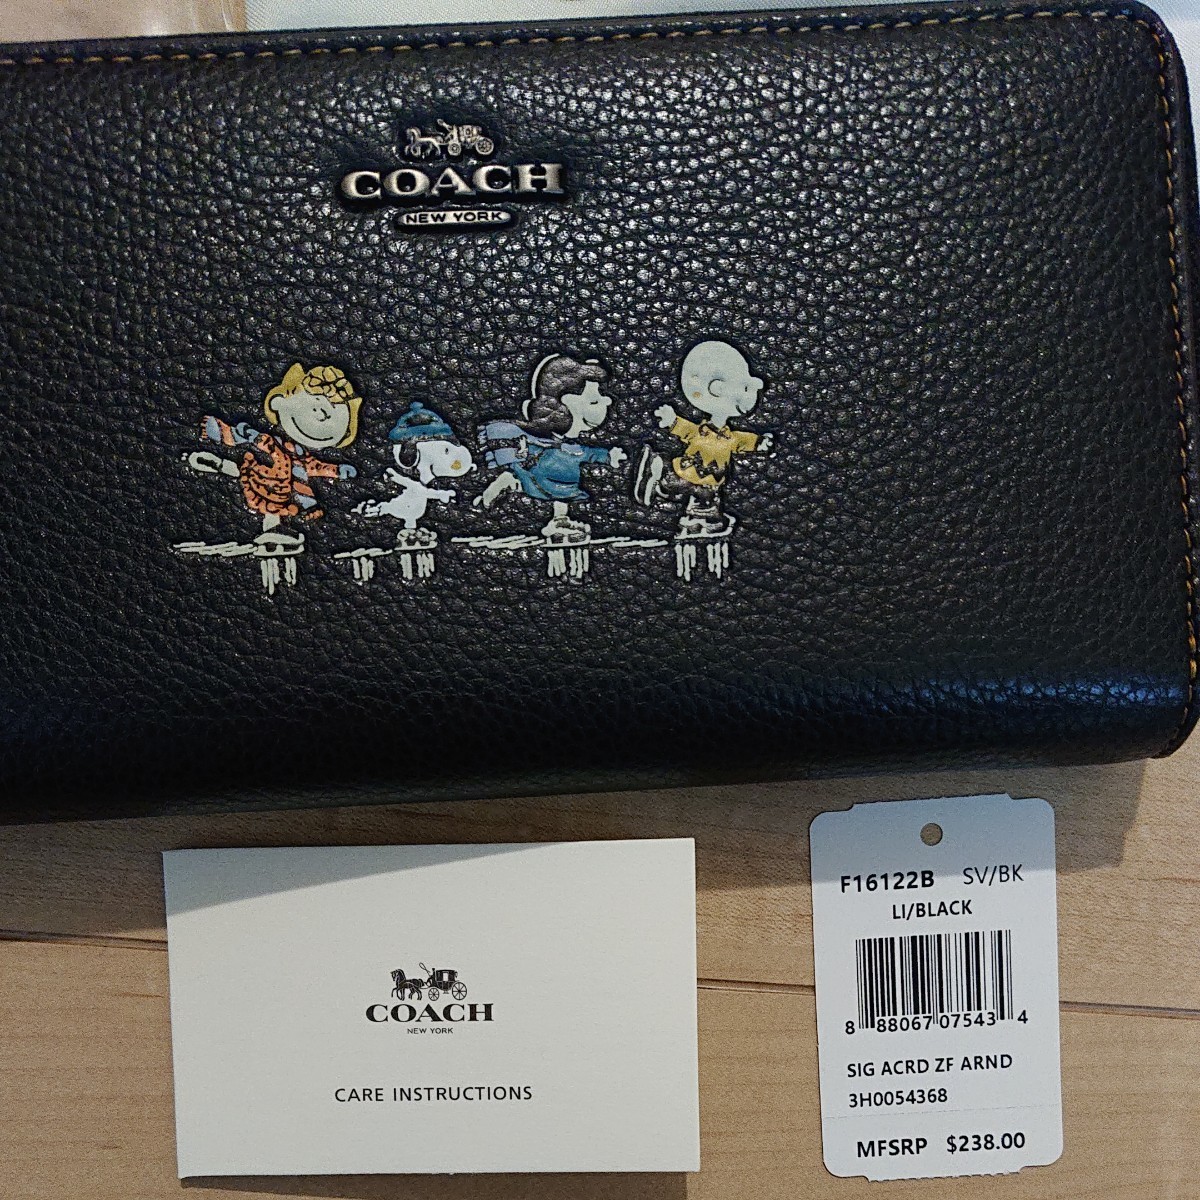 COACH
NEW YORK
COACH
NEW YORK
CARE INSTRUCTIONS
F16122B SV/BK
LI/BLACK
8 88067 07543 4
SIG ACRD ZF ARND
3H0054368
MFSRP $238.00